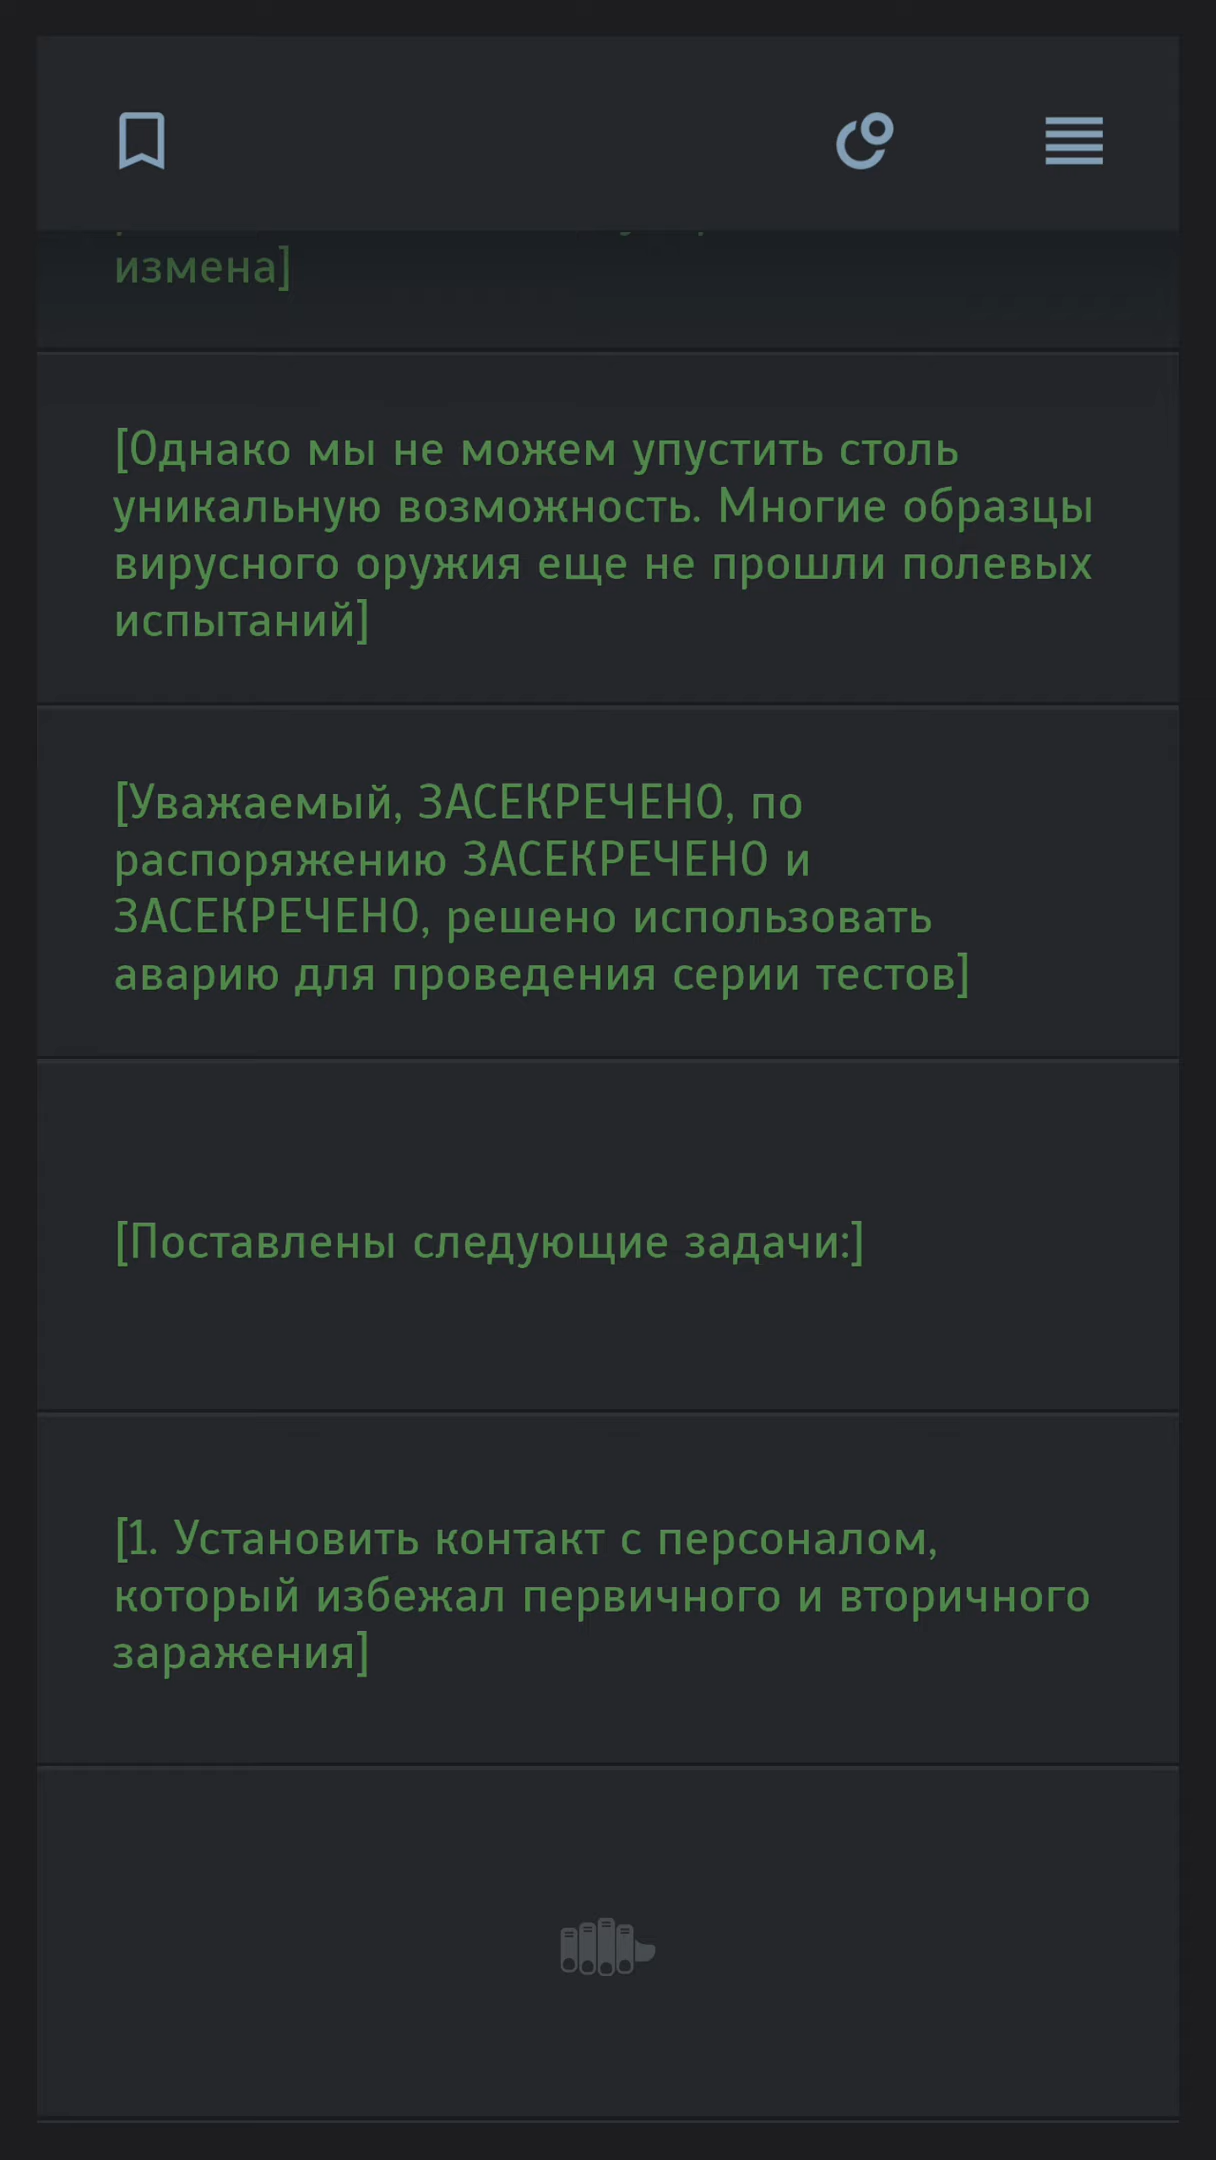 измена]
[Однако мы не можем упустить столь
уникальную возможность. Многие образцы
вирусного оружия еще не прошли полевых
испытаний]
[Уважаемый, ЗАСЕКРЕЧЕНО, по
распоряжению ЗАСЕКРЕЧЕНО и
ЗАСЕКРЕЧЕНО, решено использовать
аварию для проведения серии тестов]
[Поставлены следующие задачи:]
[1. Установить контакт с персоналом,
который избежал первичного и вторичного
заражения]